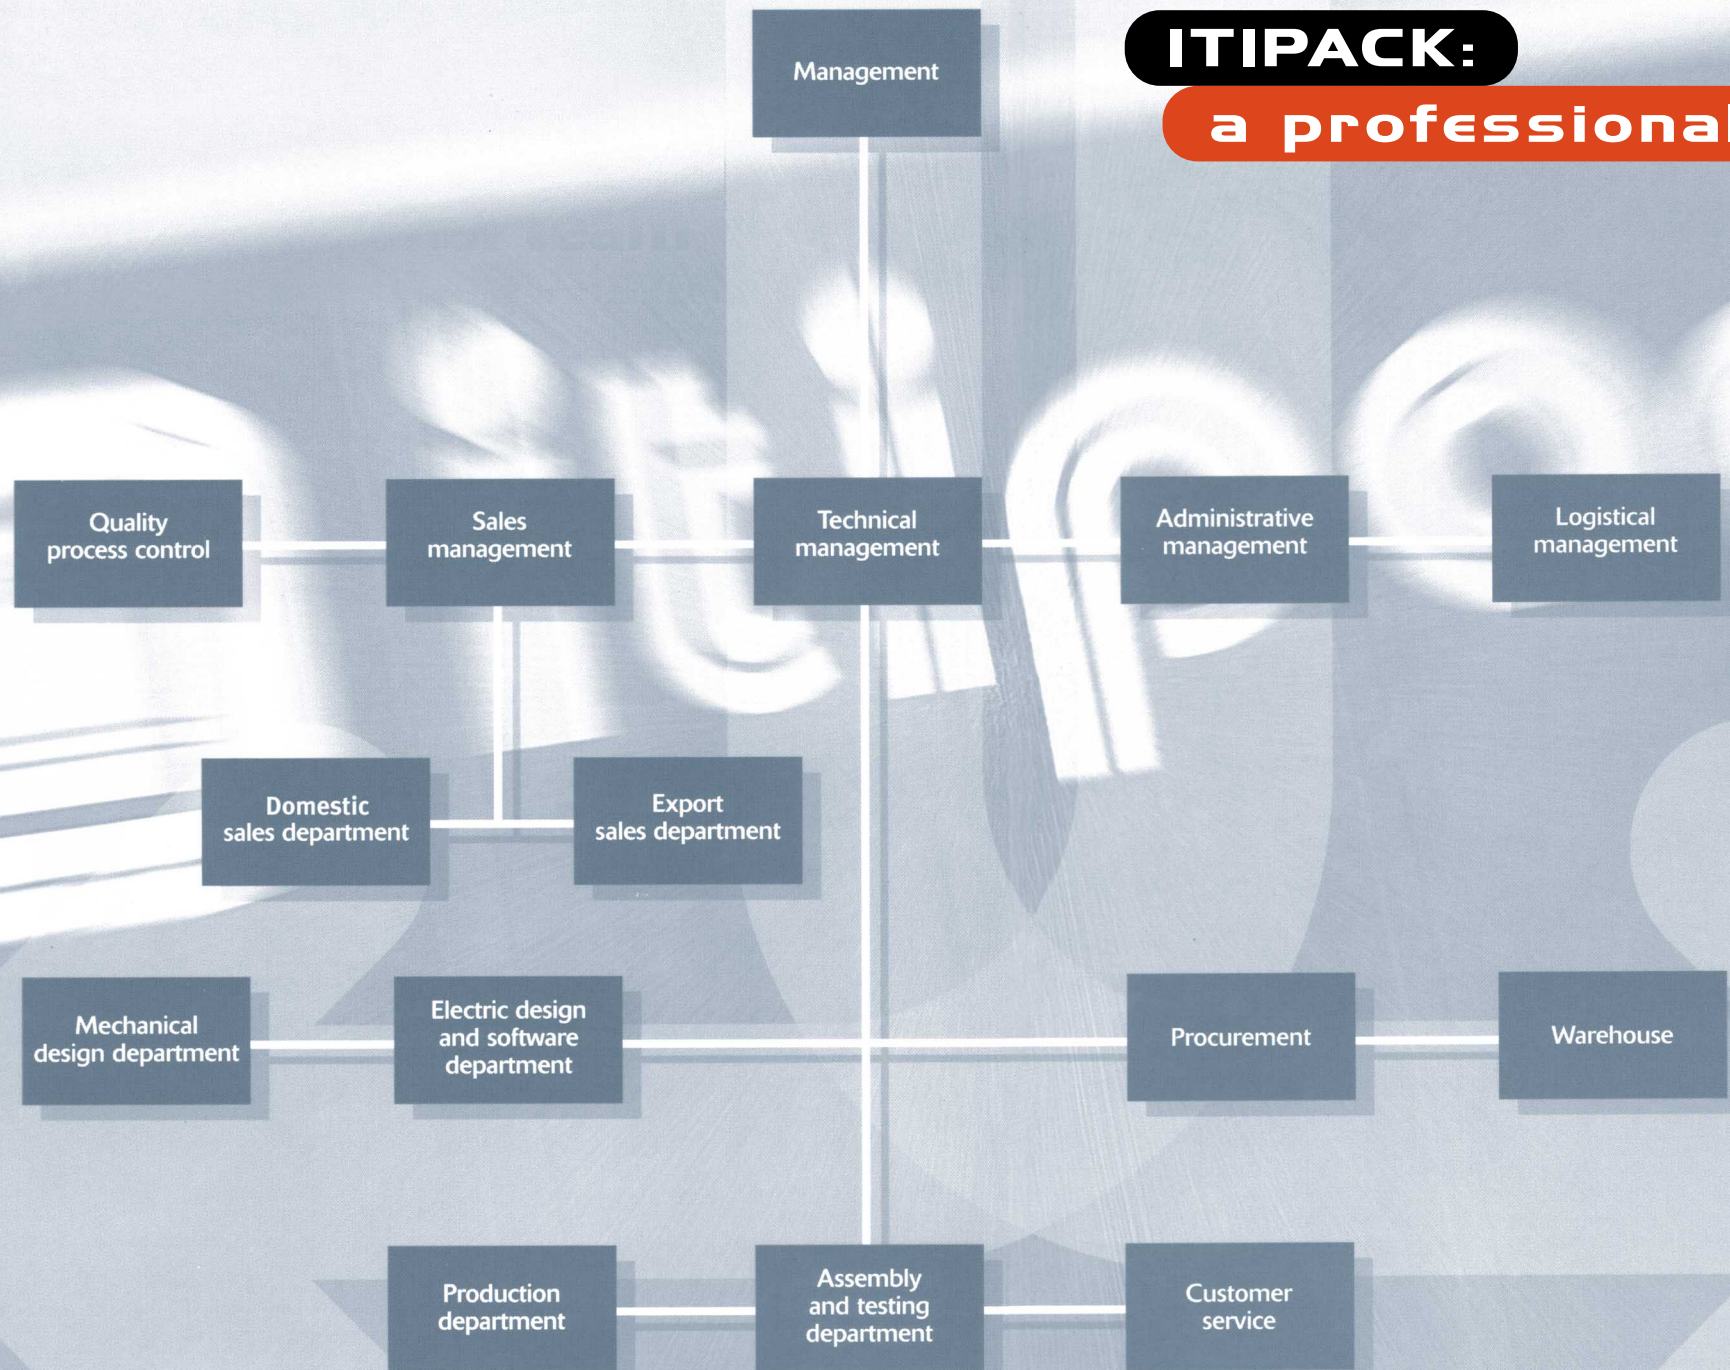 Management
ITIPACK:
a professional
Quality
process control
Sales
management
Technical
management
Administrative
management
Logistical
management
Domestic
sales department
Export
sales department
Mechanical
design department
Electric design
and software
department
Procurement
Warehouse
Production
department
Assembly
and testing
department
Customer
service